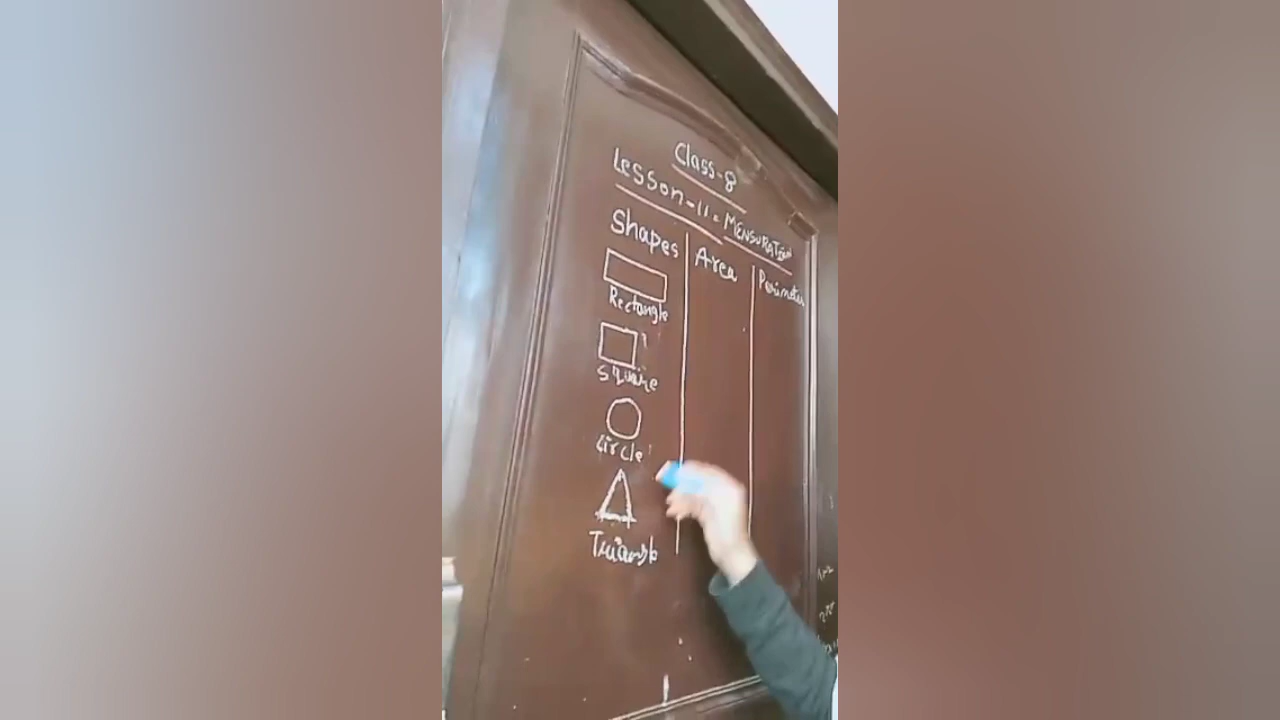 Class-8
Lesson-11 = MENSURATION
Shapes Area Perimeter
Rectangle
Square
Circle
Triangle